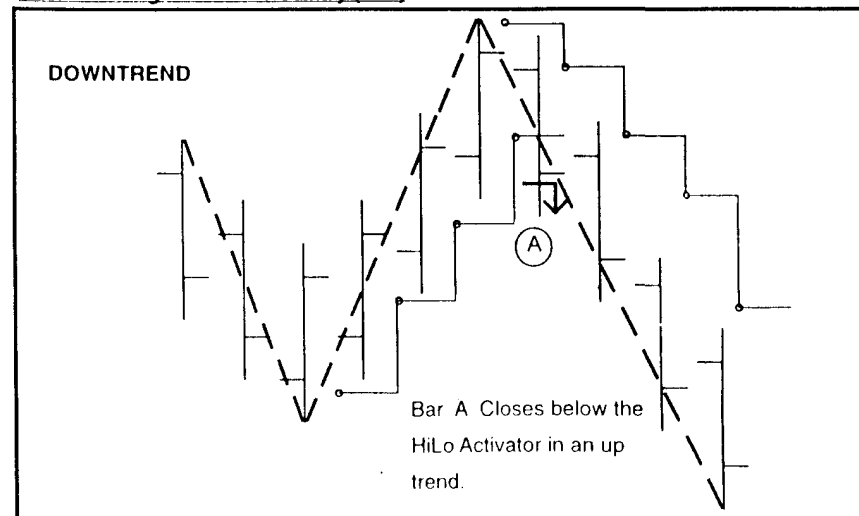 DOWNTREND
A
Bar A Closes below the
HiLo Activator in an up
trend.